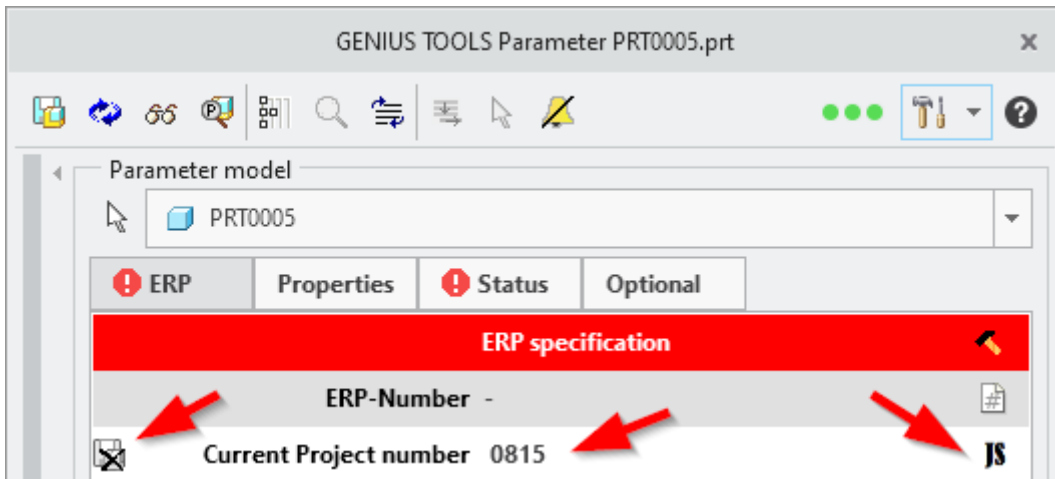 GENIUS TOOLS Parameter PRT0005.prt
Parameter model
PRT0005
ERP Properties Status Optional
ERP specification
ERP-Number -
Current Project number 0815 JS